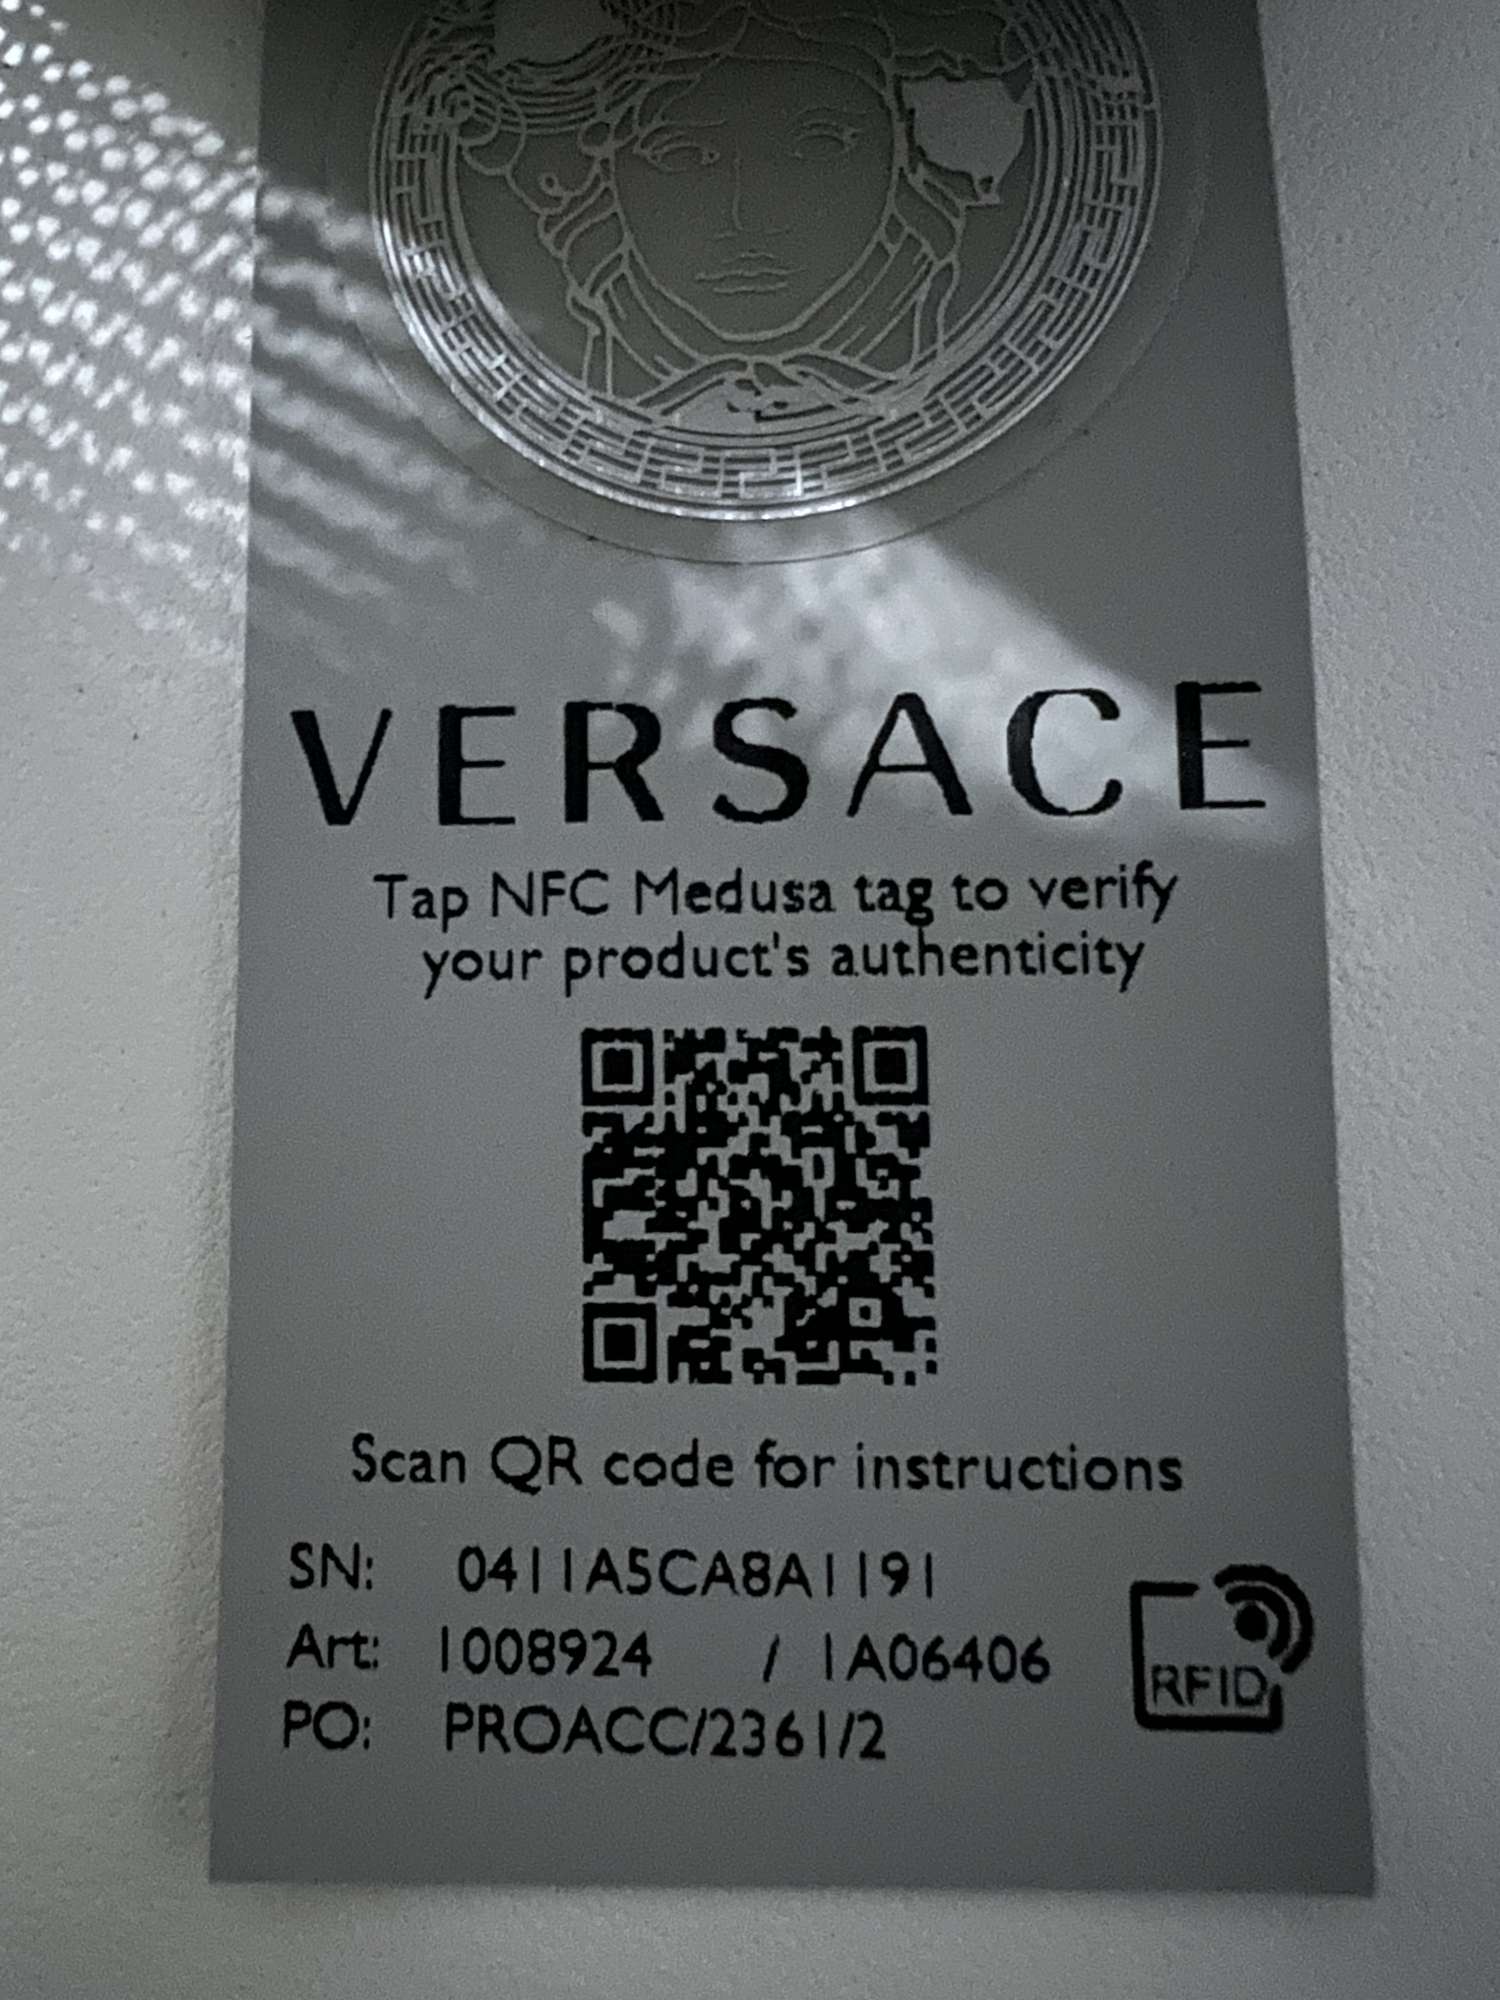 VERSACE
Tap NFC Medusa tag to verify
your product's authenticity
Scan QR code for instructions
SN: 0411A5CA8A1191
Art: 1008924 / 1A06406
PO: PROACC/2361/2
RFID